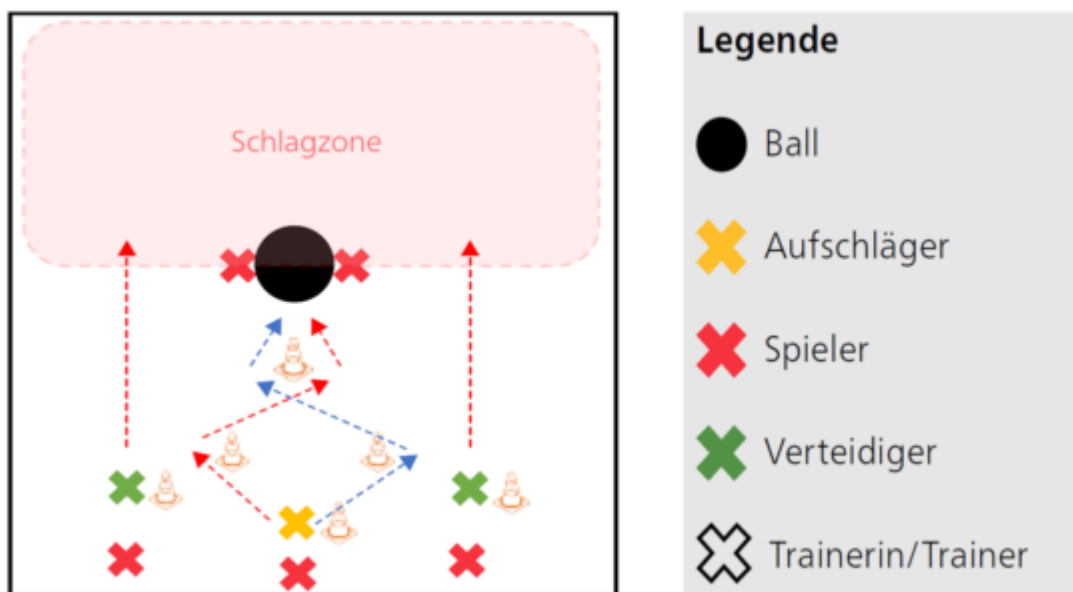 Schlagzone
Legende
Ball
Aufschläger
Spieler
Verteidiger
Trainerin/Trainer